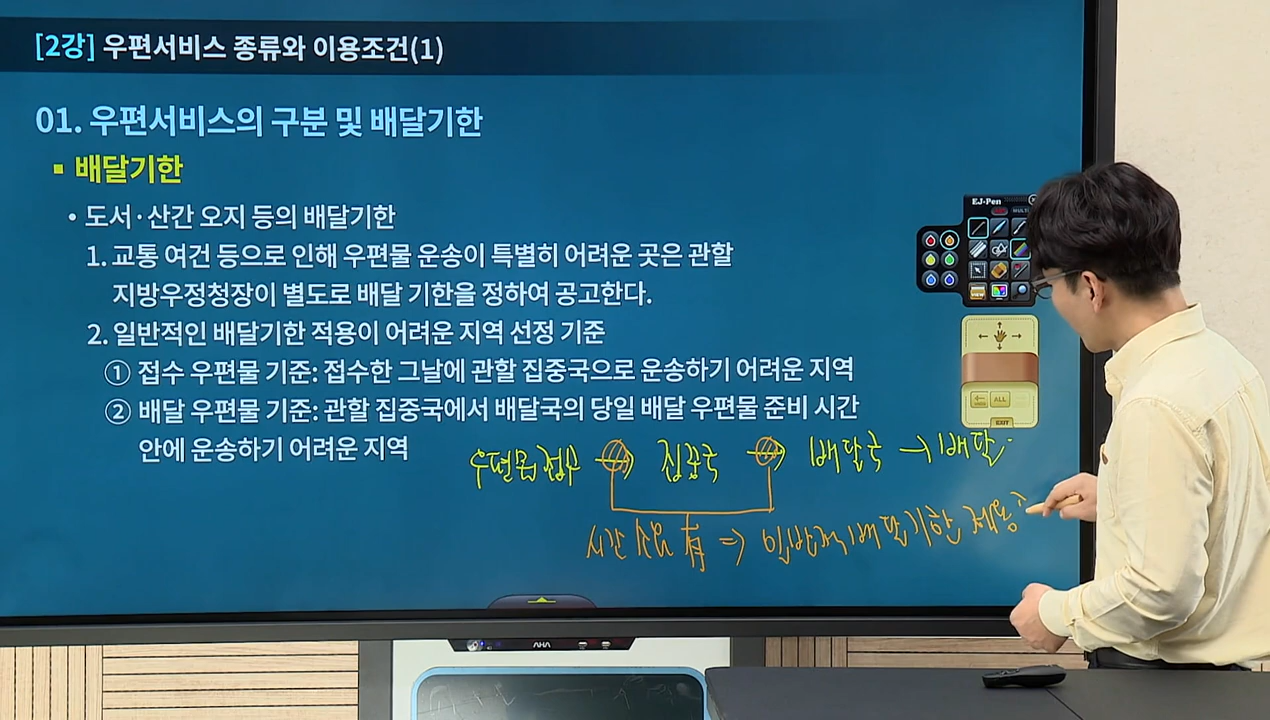 [2강] 우편서비스 종류와 이용조건(1)
01. 우편서비스의 구분 및 배달기한
▪ 배달기한
• 도서·산간 오지 등의 배달기한
1. 교통 여건 등으로 인해 우편물 운송이 특별히 어려운 곳은 관할
지방우정청장이 별도로 배달 기한을 정하여 공고한다.
2. 일반적인 배달기한 적용이 어려운 지역 선정 기준
① 접수 우편물 기준: 접수한 그날에 관할 집중국으로 운송하기 어려운 지역
② 배달 우편물 기준: 관할 집중국에서 배달국의 당일 배달 우편물 준비 시간
안에 운송하기 어려운 지역
우편물 접수 → 집중국 → 배달국 → 배달
시간 소요 有 ⇒ 일반적 배달기한 적용
EJ-Pen
MULTI
VIEW
ALL
EXIT
AHA